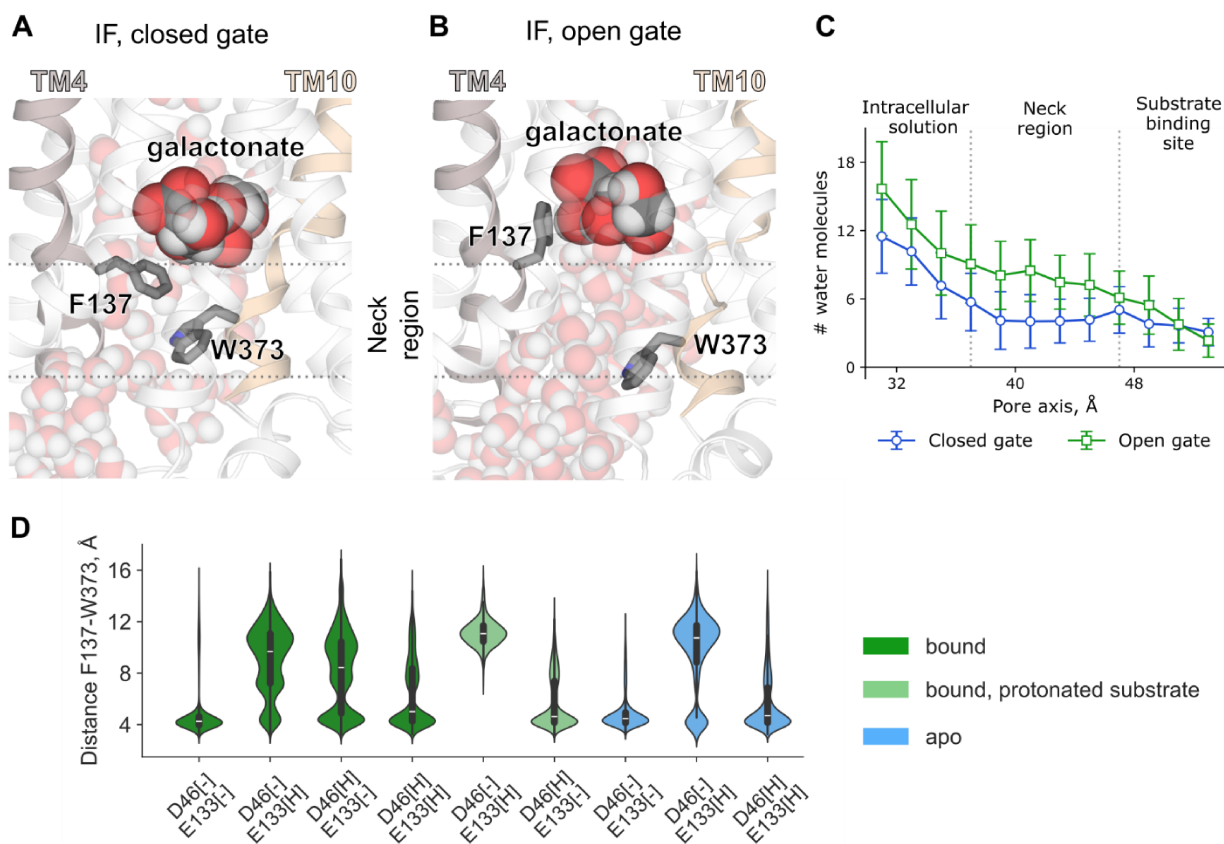 A
IF, closed gate
TM4
TM10
galactonate
F137
W373
Neck
region
B
IF, open gate
TM4
TM10
galactonate
F137
W373
C
Intracellular
solution
Neck
region
Substrate
binding
site
# water molecules
18
12
6
0
32
40
48
Pore axis, Å
Closed gate
Open gate
D
Distance F137-W373, Å
16
12
8
4
D46[-]
E133[-]
D46[-]
E133[H]
D46[H]
E133[-]
D46[H]
E133[H]
D46[-]
E133[H]
D46[H]
E133[-]
D46[-]
E133[-]
D46[-]
E133[H]
D46[H]
E133[H]
bound
bound, protonated substrate
apo